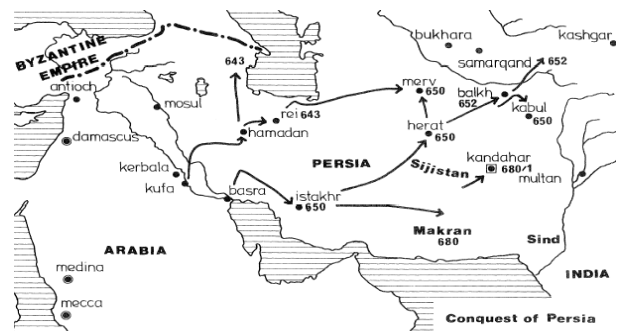 BYZANTINE
EMPIRE
antioch
mosul
damascus
kerbala
kufa
basra
643
rei 643
hamadan
PERSIA
istakhr
650
ARABIA
medina
mecca
merv
650
bukhara
samarqand
kashgar
balkh
652
652
kabul
650
herat
650
Sijistan
kandahar
680/1
multan
Makran
680
Sind
INDIA
Conquest of Persia